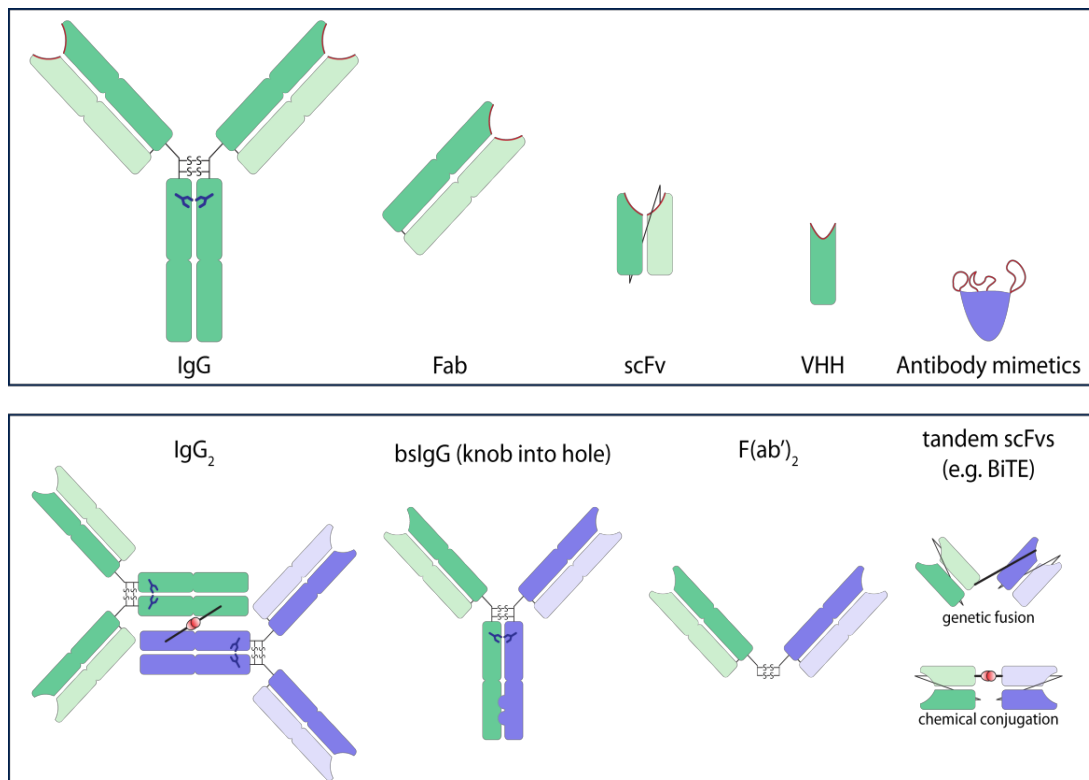 IgG
Fab
scFv
VHH
Antibody mimetics
IgG₂
bsIgG (knob into hole)
F(ab')₂
tandem scFvs
(e.g. BiTE)
genetic fusion
chemical conjugation